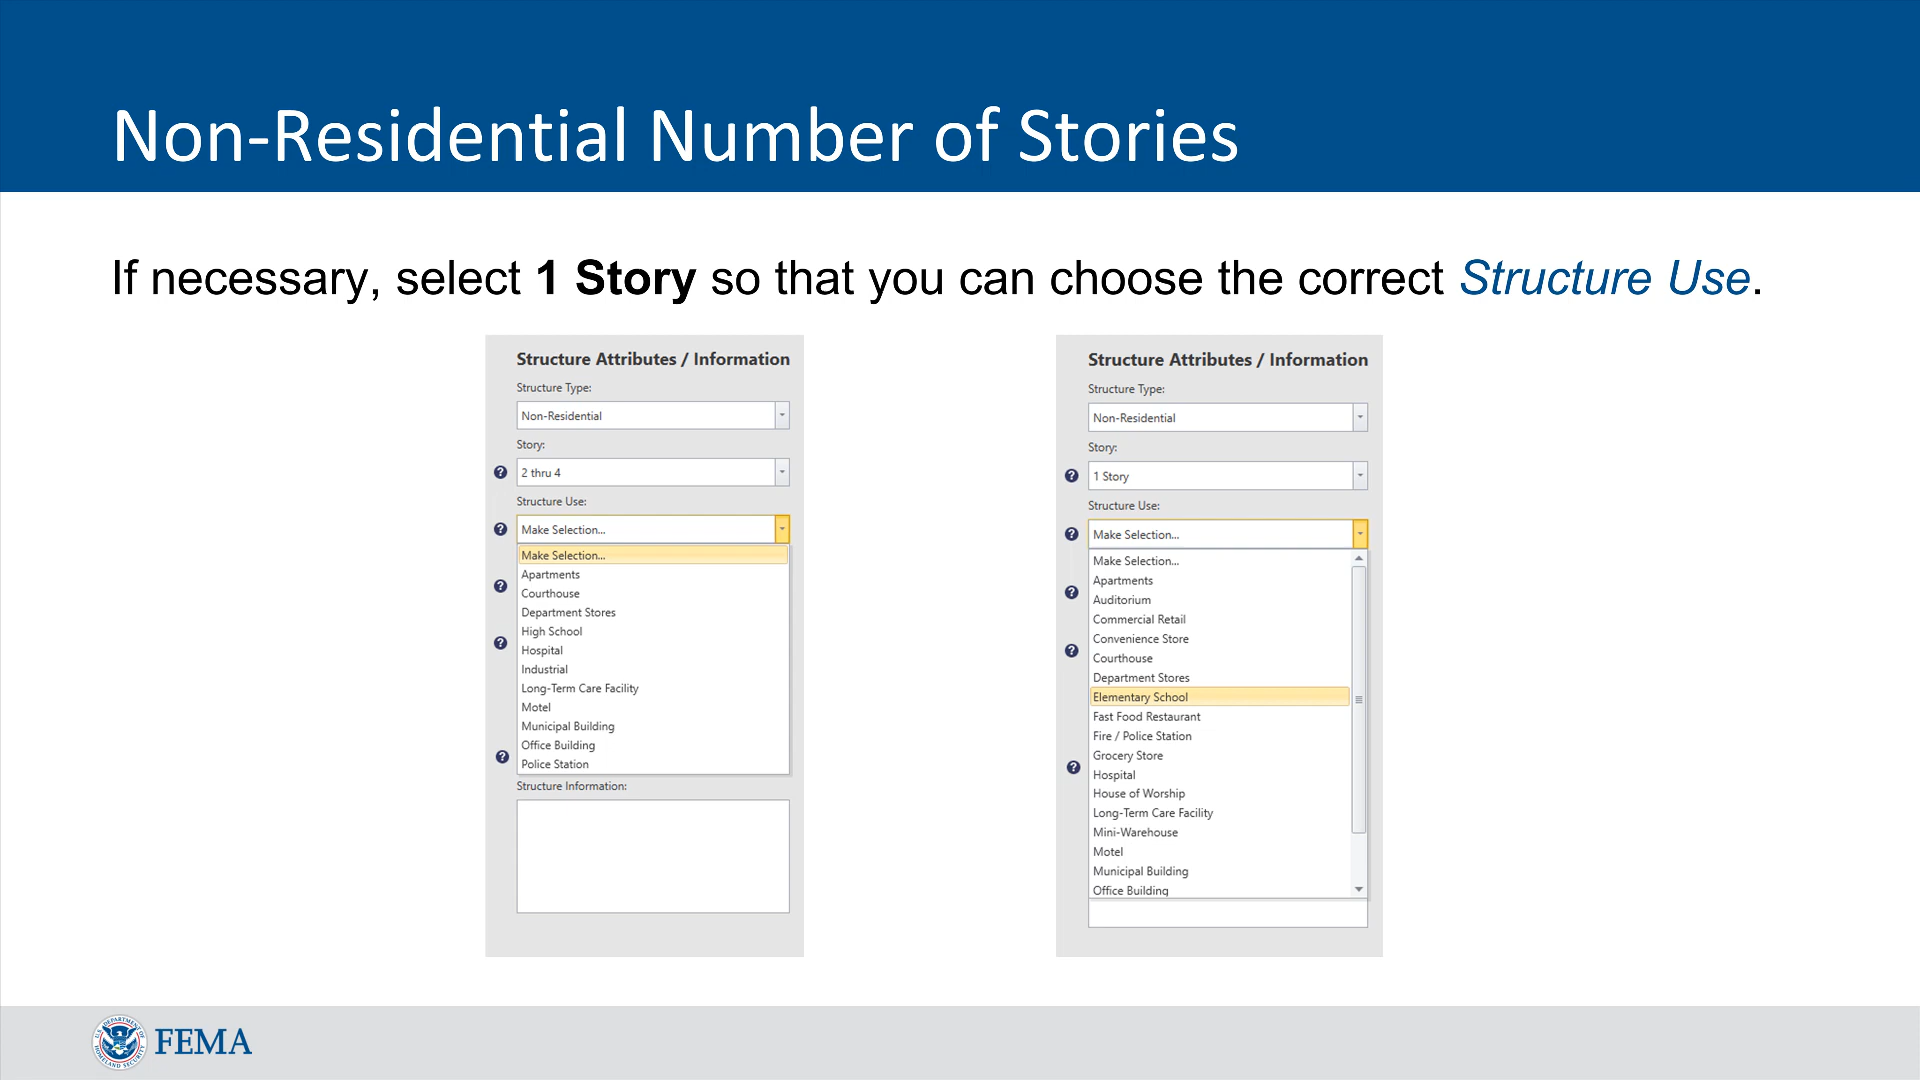 Non-Residential Number of Stories
If necessary, select 1 Story so that you can choose the correct Structure Use.
Structure Attributes / Information
Structure Type:
Non-Residential
Story:
2 thru 4
Structure Use:
Make Selection...
Make Selection...
Apartments
Courthouse
Department Stores
High School
Hospital
Industrial
Long-Term Care Facility
Motel
Municipal Building
Office Building
Police Station
Structure Information:
Structure Attributes / Information
Structure Type:
Non-Residential
Story:
1 Story
Structure Use:
Make Selection...
Make Selection...
Apartments
Auditorium
Commercial Retail
Convenience Store
Courthouse
Department Stores
Elementary School
Fast Food Restaurant
Fire / Police Station
Grocery Store
Hospital
House of Worship
Long-Term Care Facility
Mini-Warehouse
Motel
Municipal Building
Office Building
U.S. DEPARTMENT OF HOMELAND SECURITY
FEMA